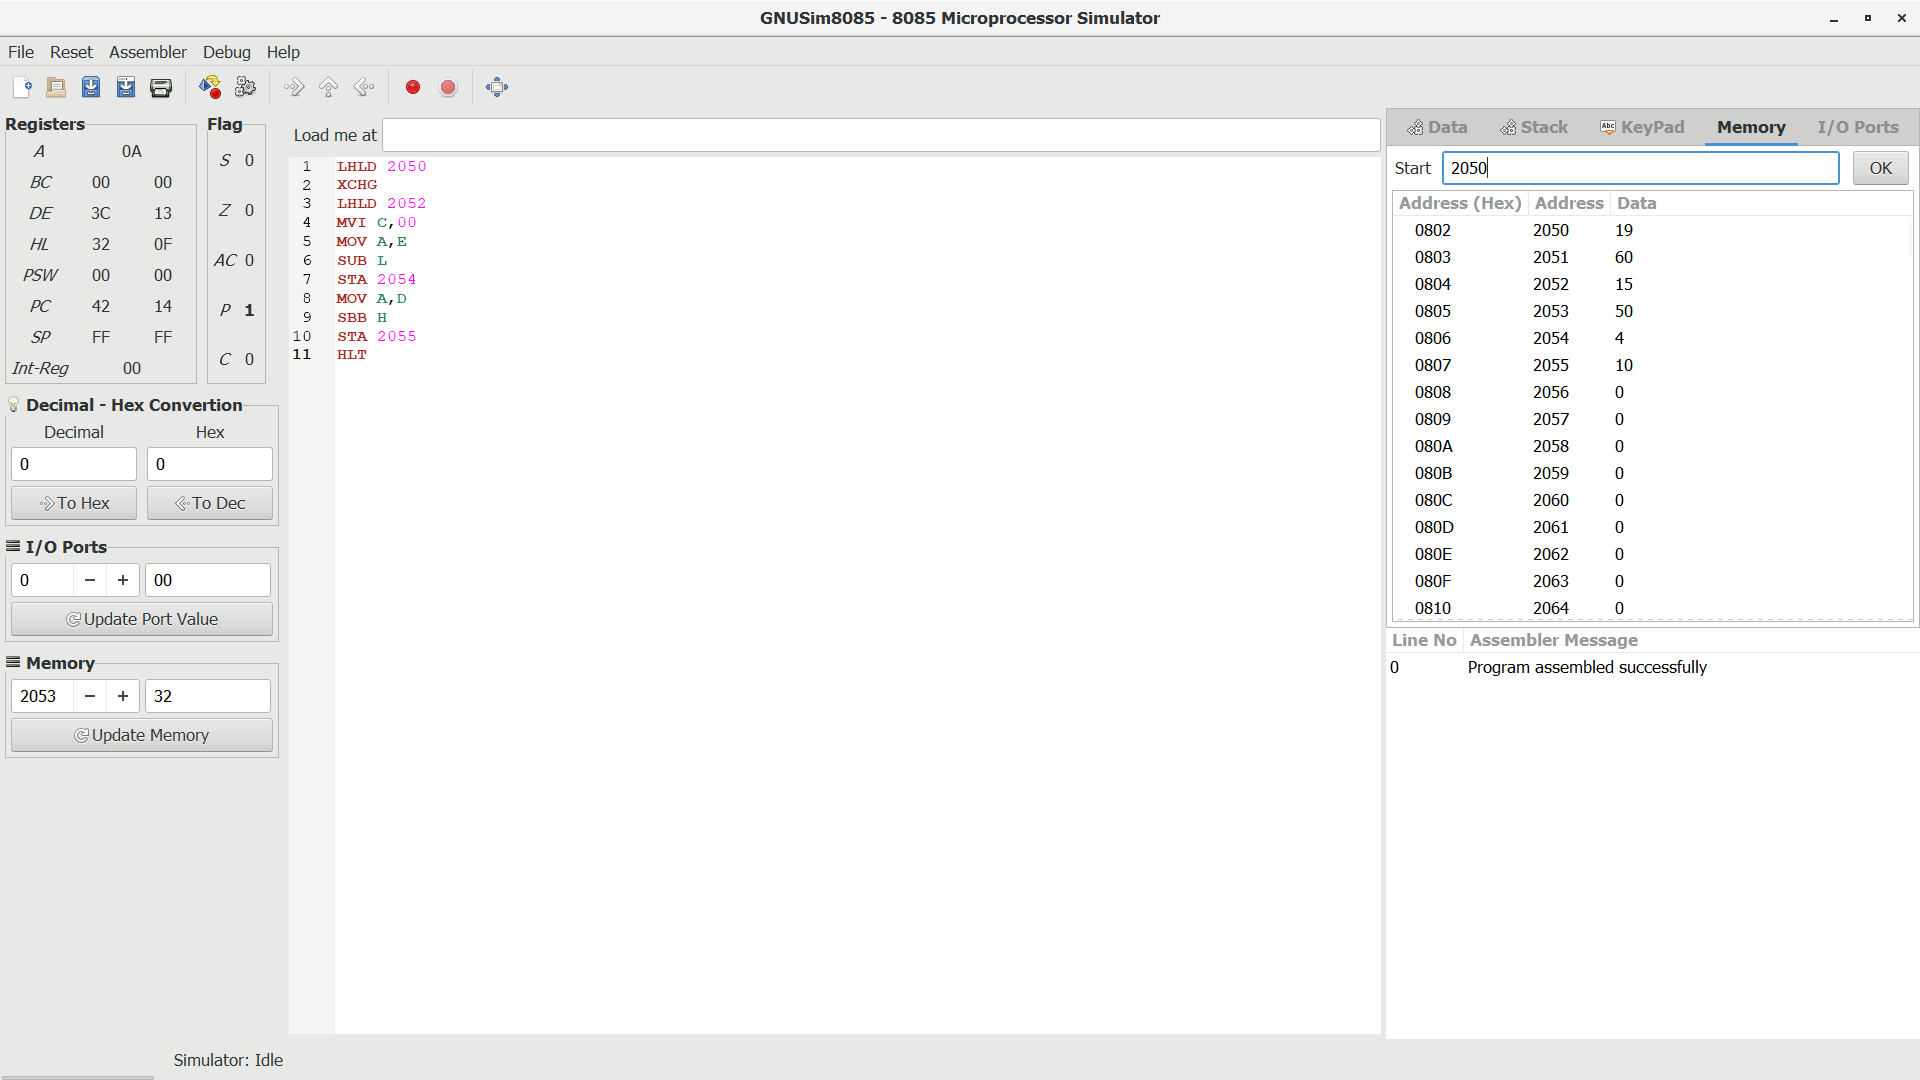 GNUSim8085 - 8085 Microprocessor Simulator
File Reset Assembler Debug Help
Registers
A 0A
BC 00 00
DE 3C 13
HL 32 0F
PSW 00 00
PC 42 14
SP FF FF
Int-Reg 00
Flag
S 0
Z 0
AC 0
P 1
C 0
Decimal - Hex Convertion
Decimal Hex
0 0
To Hex To Dec
I/O Ports
0 − + 00
Update Port Value
Memory
2053 − + 32
Update Memory
Load me at
1 LHLD 2050
2 XCHG
3 LHLD 2052
4 MVI C,00
5 MOV A,E
6 SUB L
7 STA 2054
8 MOV A,D
9 SBB H
10 STA 2055
11 HLT
Data Stack Abc KeyPad Memory I/O Ports
Start 2050 OK
Address (Hex) Address Data
0802 2050 19
0803 2051 60
0804 2052 15
0805 2053 50
0806 2054 4
0807 2055 10
0808 2056 0
0809 2057 0
080A 2058 0
080B 2059 0
080C 2060 0
080D 2061 0
080E 2062 0
080F 2063 0
0810 2064 0
Line No Assembler Message
0 Program assembled successfully
Simulator: Idle